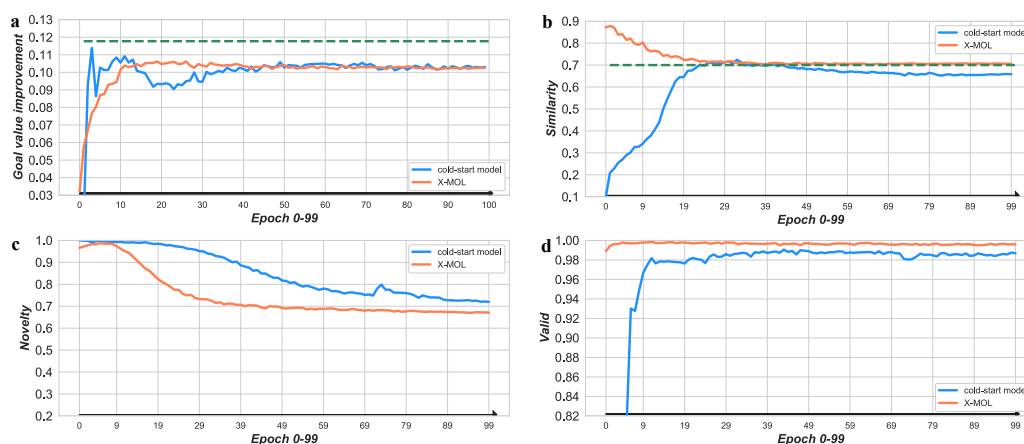 a
0.13
0.12
0.11
0.10
0.09
0.08
0.07
0.06
0.05
0.04
0.03
Goal value improvement
cold-start model
X-MOL
0 10 20 30 40 50 60 70 80 90 100
Epoch 0-99
b
0.9
0.8
0.7
0.6
0.5
0.4
0.3
0.2
0.1
Similarity
cold-start model
X-MOL
0 9 19 29 39 49 59 69 79 89 99
Epoch 0-99
c
1.0
0.9
0.8
0.7
0.6
0.5
0.4
0.3
0.2
Novelty
cold-start model
X-MOL
0 9 19 29 39 49 59 69 79 89 99
Epoch 0-99
d
1.00
0.98
0.96
0.94
0.92
0.90
0.88
0.86
0.84
0.82
Valid
cold-start model
X-MOL
0 9 19 29 39 49 59 69 79 89 99
Epoch 0-99